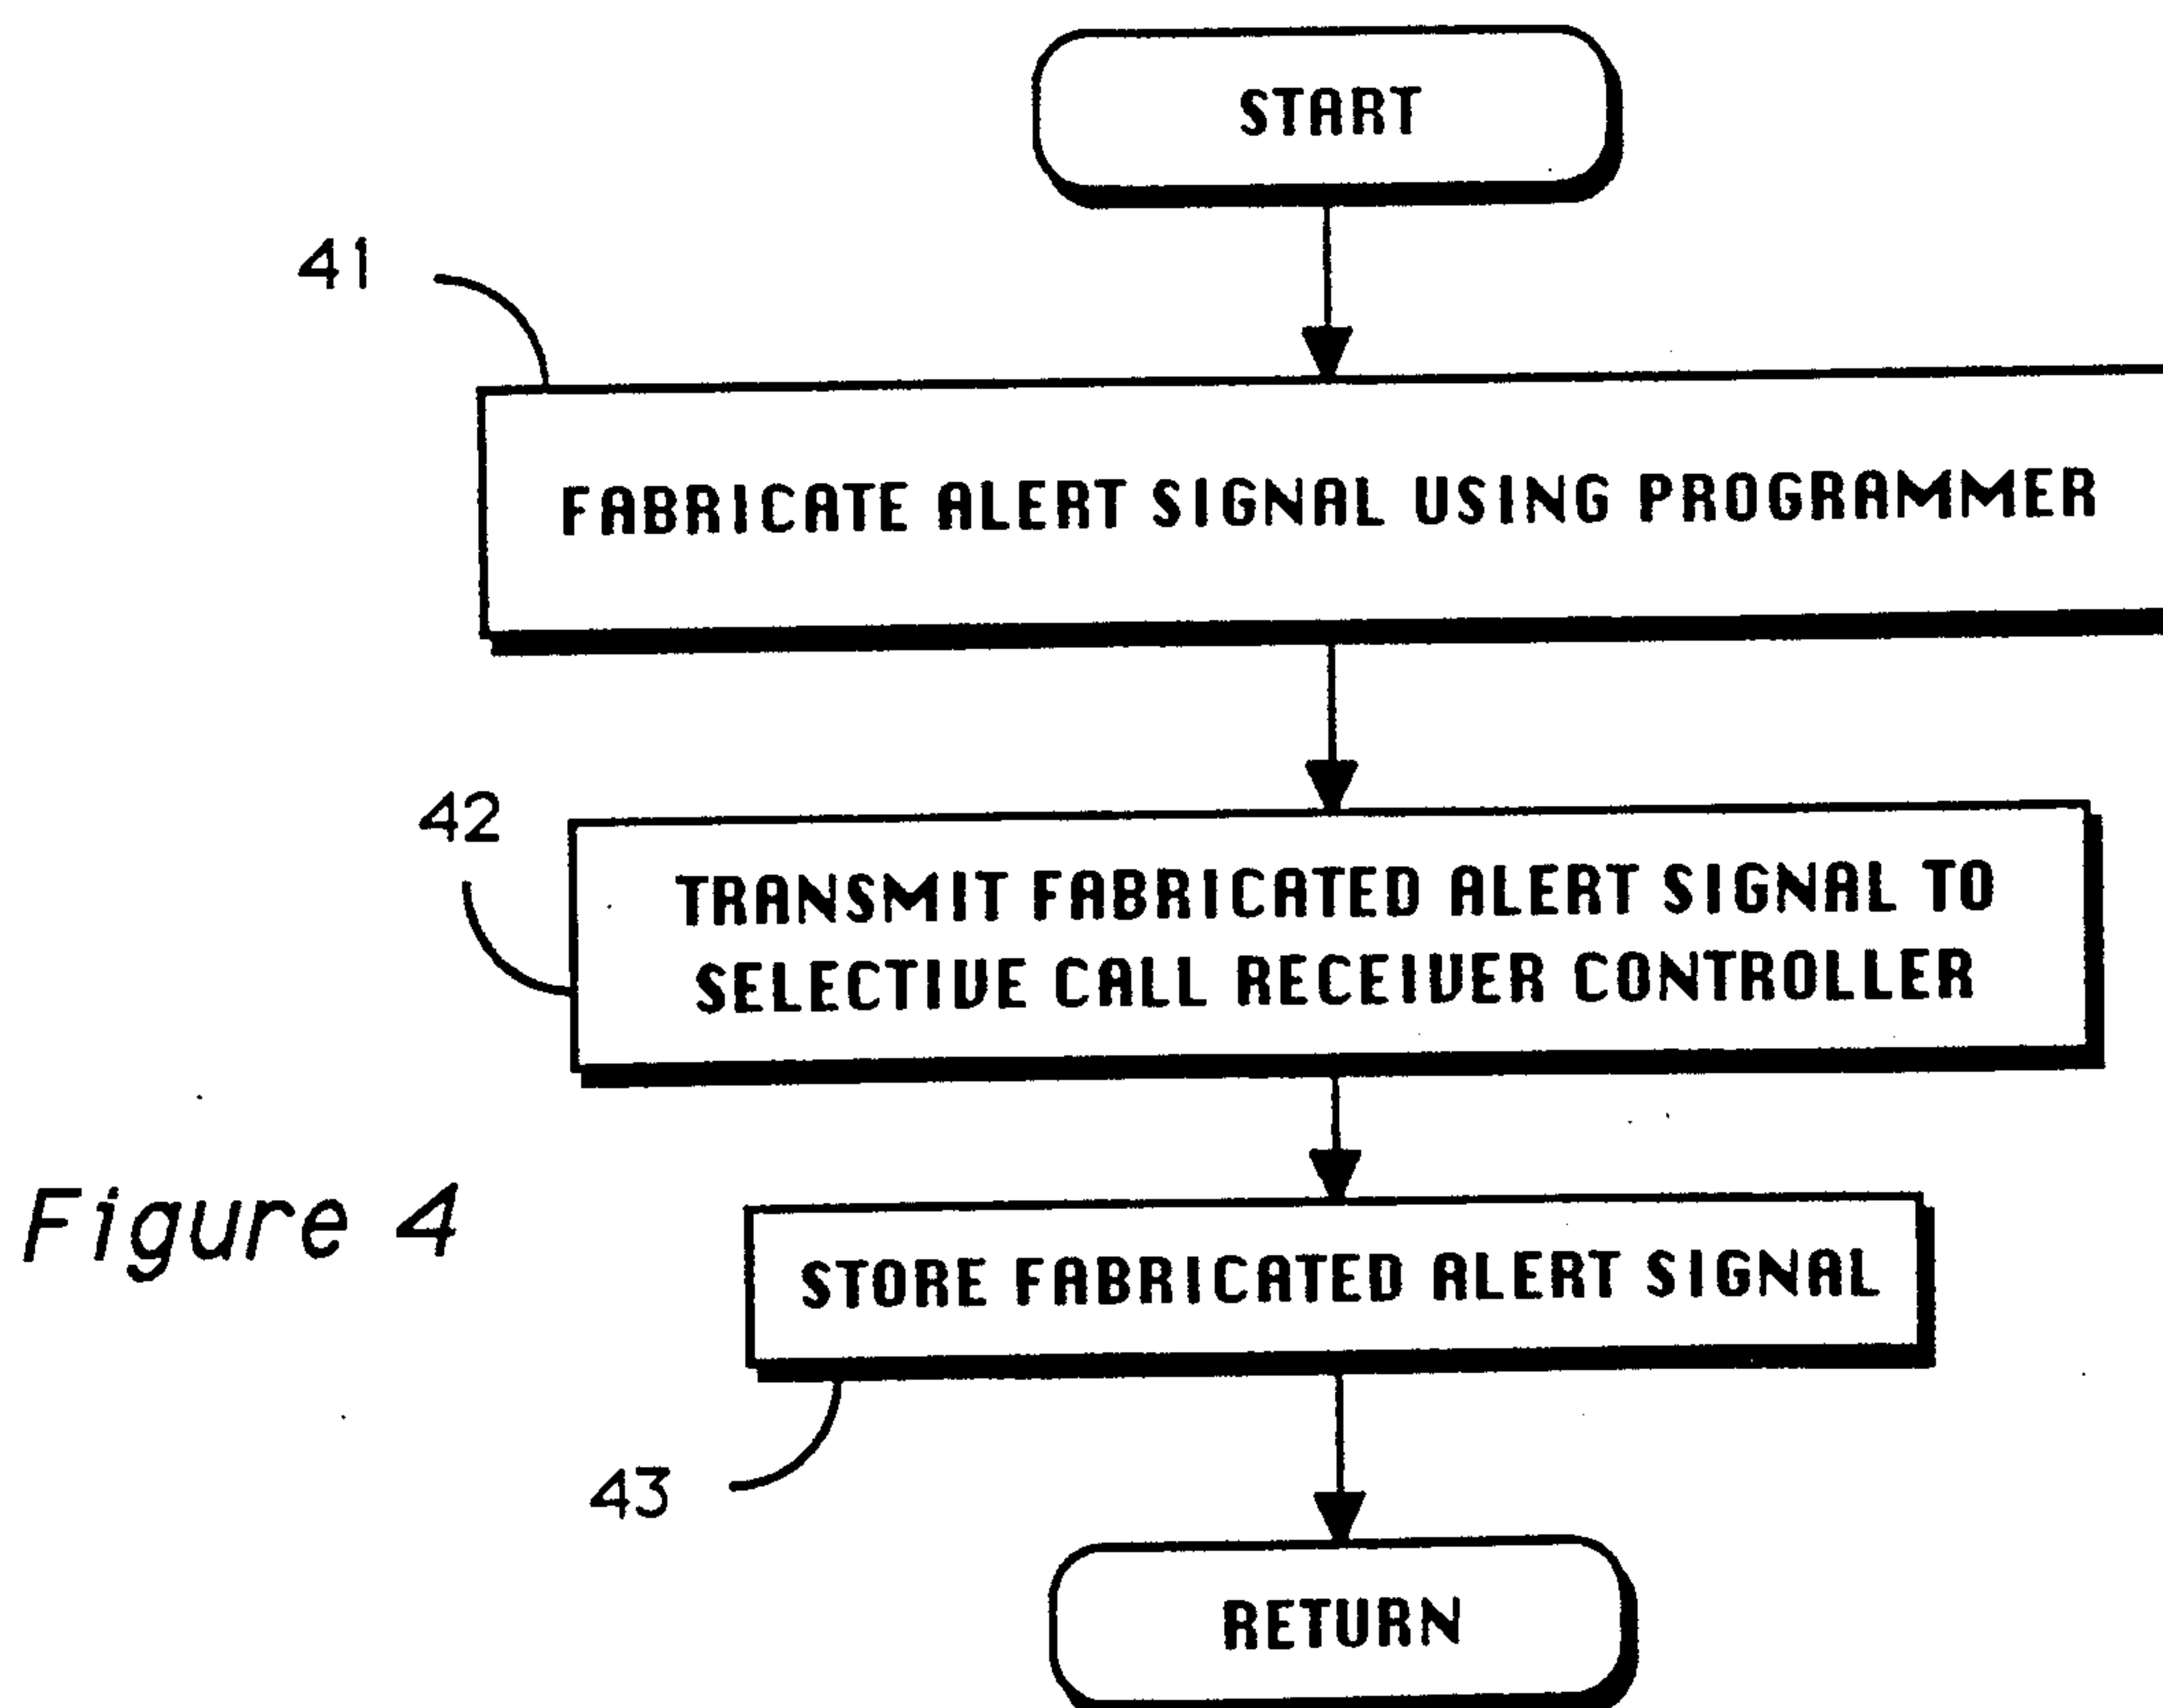 START
41
FABRICATE ALERT SIGNAL USING PROGRAMMER
42
TRANSMIT FABRICATED ALERT SIGNAL TO
SELECTIVE CALL RECEIVER CONTROLLER
Figure 4
STORE FABRICATED ALERT SIGNAL
43
RETURN